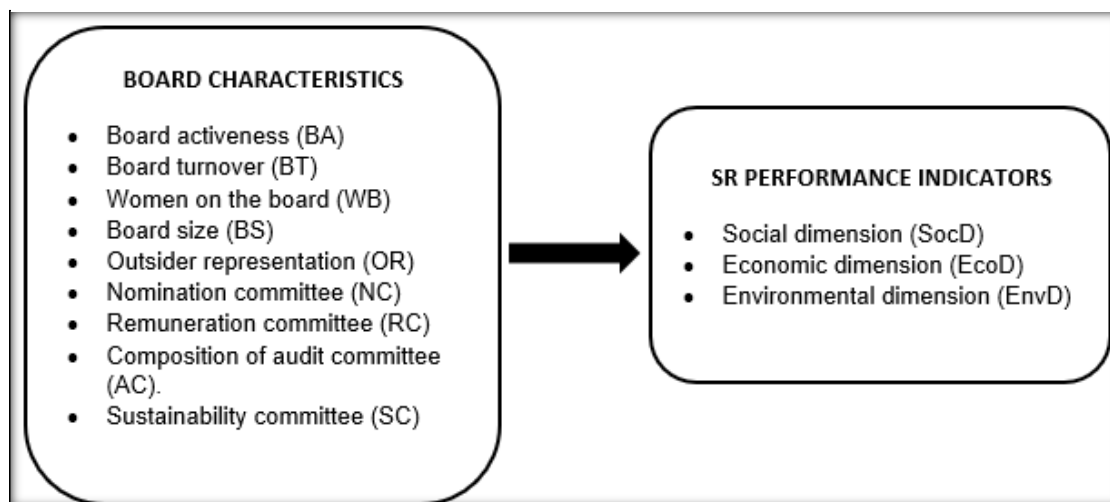 BOARD CHARACTERISTICS
• Board activeness (BA)
• Board turnover (BT)
• Women on the board (WB)
• Board size (BS)
• Outsider representation (OR)
• Nomination committee (NC)
• Remuneration committee (RC)
• Composition of audit committee
(AC).
• Sustainability committee (SC)
SR PERFORMANCE INDICATORS
• Social dimension (SocD)
• Economic dimension (EcoD)
• Environmental dimension (EnvD)